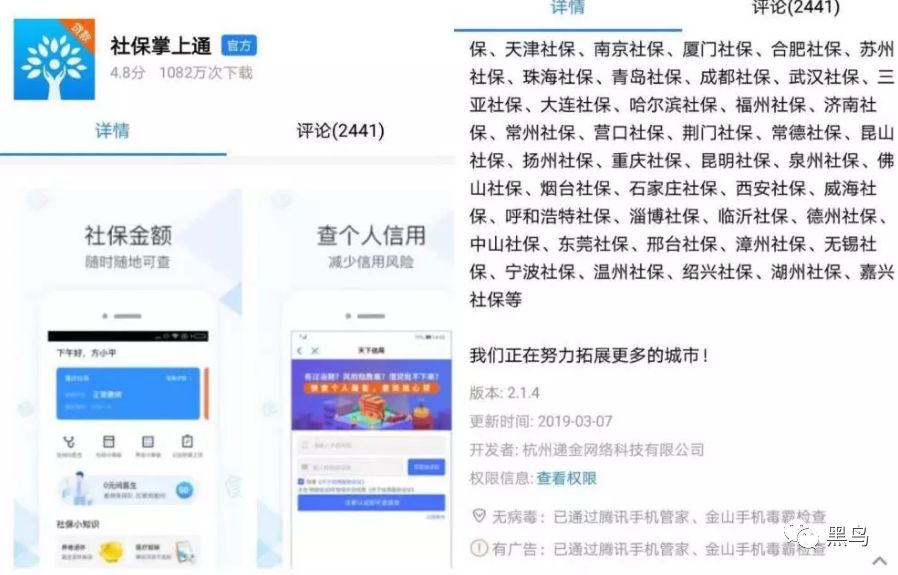 贷款
社保掌上通 官方
4.8分 1082万次下载
详情 评论(2441)
社保金额
随时随地可查
下午好，方小平
正常缴纳
0元问医生
GO
社保小知识
养老退休
医疗报销
查个人信用
减少信用风险
天下信用
详情 评论(2441)
保、天津社保、南京社保、厦门社保、合肥社保、苏州
社保、珠海社保、青岛社保、成都社保、武汉社保、三
亚社保、大连社保、哈尔滨社保、福州社保、济南社
保、常州社保、营口社保、荆门社保、常德社保、昆山
社保、扬州社保、重庆社保、昆明社保、泉州社保、佛
山社保、烟台社保、石家庄社保、西安社保、威海社
保、呼和浩特社保、淄博社保、临沂社保、德州社保、
中山社保、东莞社保、邢台社保、漳州社保、无锡社
保、宁波社保、温州社保、绍兴社保、湖州社保、嘉兴
社保等
我们正在努力拓展更多的城市！
版本: 2.1.4
更新时间: 2019-03-07
开发者: 杭州递金网络科技有限公司
权限信息: 查看权限
无病毒：已通过腾讯手机管家、金山手机毒霸检查
有广告：已通过腾讯手机管家、金山手机毒霸检查
黑鸟